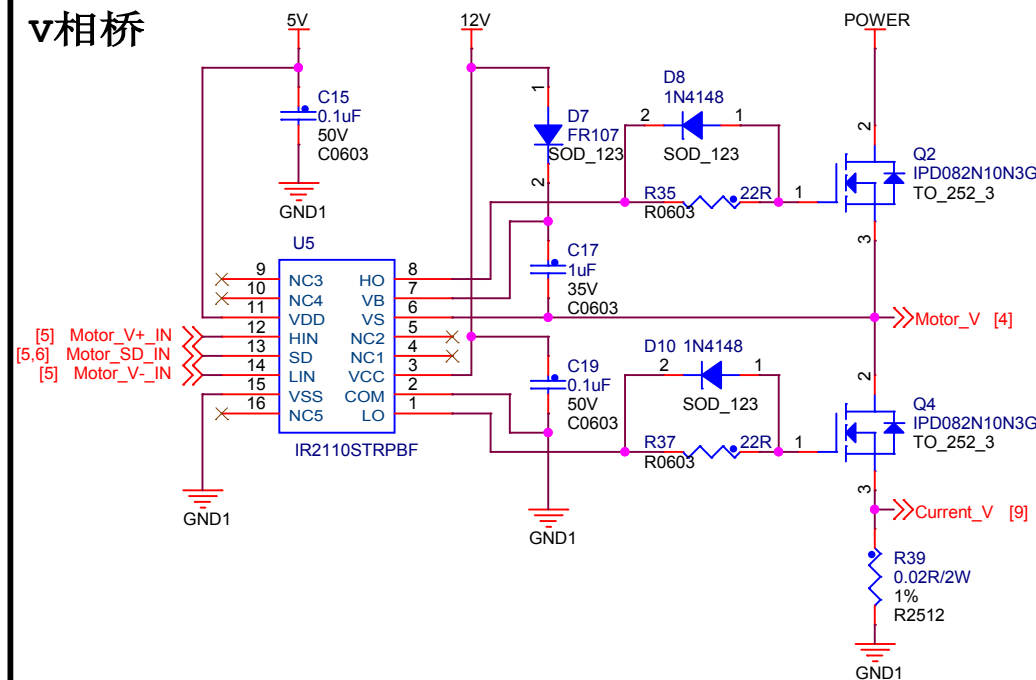 v相桥
5V
12V
POWER
C15
0.1uF
50V
C0603
GND1
1
D7
FR107
SOD_123
2
D8
1N4148
2
1
SOD_123
R35
22R
R0603
1
2
Q2
IPD082N10N3G
TO_252_3
3
U5
C17
1uF
35V
C0603
9 NC3 HO 8
10 NC4 VB 7
11 VDD VS 6
12 HIN NC2 5
13 SD NC1 4
14 LIN VCC 3
15 VSS COM 2
16 NC5 LO 1
IR2110STRPBF
[5] Motor_V+_IN
[5,6] Motor_SD_IN
[5] Motor_V-_IN
Motor_V [4]
C19
0.1uF
50V
C0603
D10 1N4148
2
1
SOD_123
R37
22R
R0603
1
2
Q4
IPD082N10N3G
TO_252_3
3
GND1
GND1
Current_V [9]
R39
0.02R/2W
1%
R2512
GND1